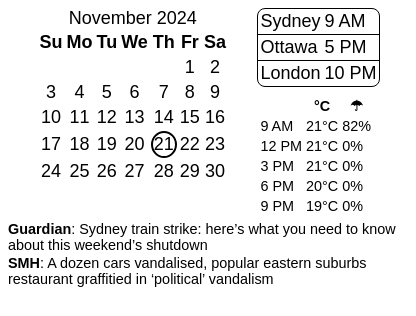 November 2024
Su Mo Tu We Th Fr Sa
1 2
3 4 5 6 7 8 9
10 11 12 13 14 15 16
17 18 19 20 21 22 23
24 25 26 27 28 29 30
Sydney 9 AM
Ottawa 5 PM
London 10 PM
°C ☂
9 AM 21°C 82%
12 PM 21°C 0%
3 PM 21°C 0%
6 PM 20°C 0%
9 PM 19°C 0%
Guardian: Sydney train strike: here’s what you need to know
about this weekend’s shutdown
SMH: A dozen cars vandalised, popular eastern suburbs
restaurant graffitied in ‘political’ vandalism